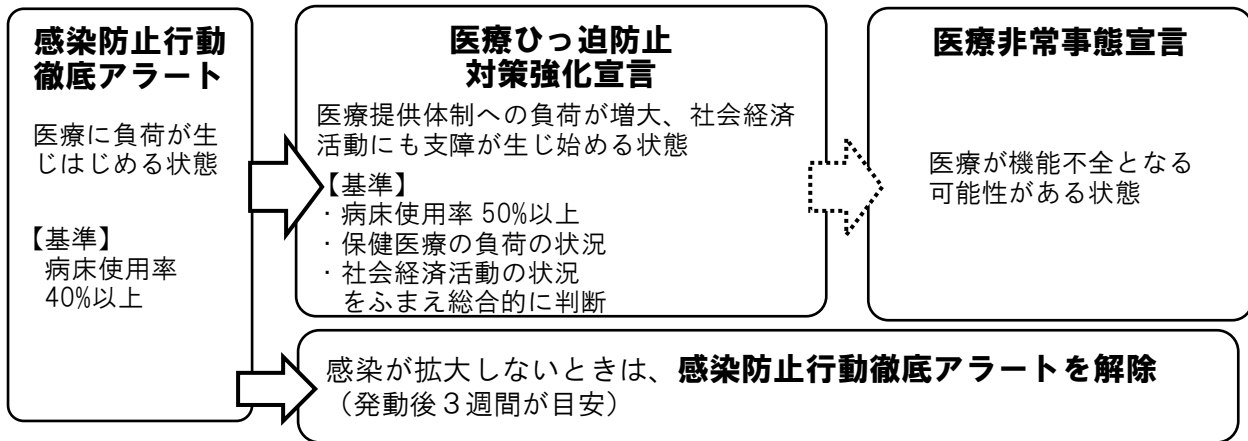 感染防止行動
徹底アラート
医療に負荷が生
じはじめる状態
【基準】
病床使用率
40%以上
医療ひっ迫防止
対策強化宣言
医療提供体制への負荷が増大、社会経済
活動にも支障が生じ始める状態
【基準】
・病床使用率 50%以上
・保健医療の負荷の状況
・社会経済活動の状況
をふまえ総合的に判断
医療非常事態宣言
医療が機能不全となる
可能性がある状態
感染が拡大しないときは、感染防止行動徹底アラートを解除
（発動後３週間が目安）